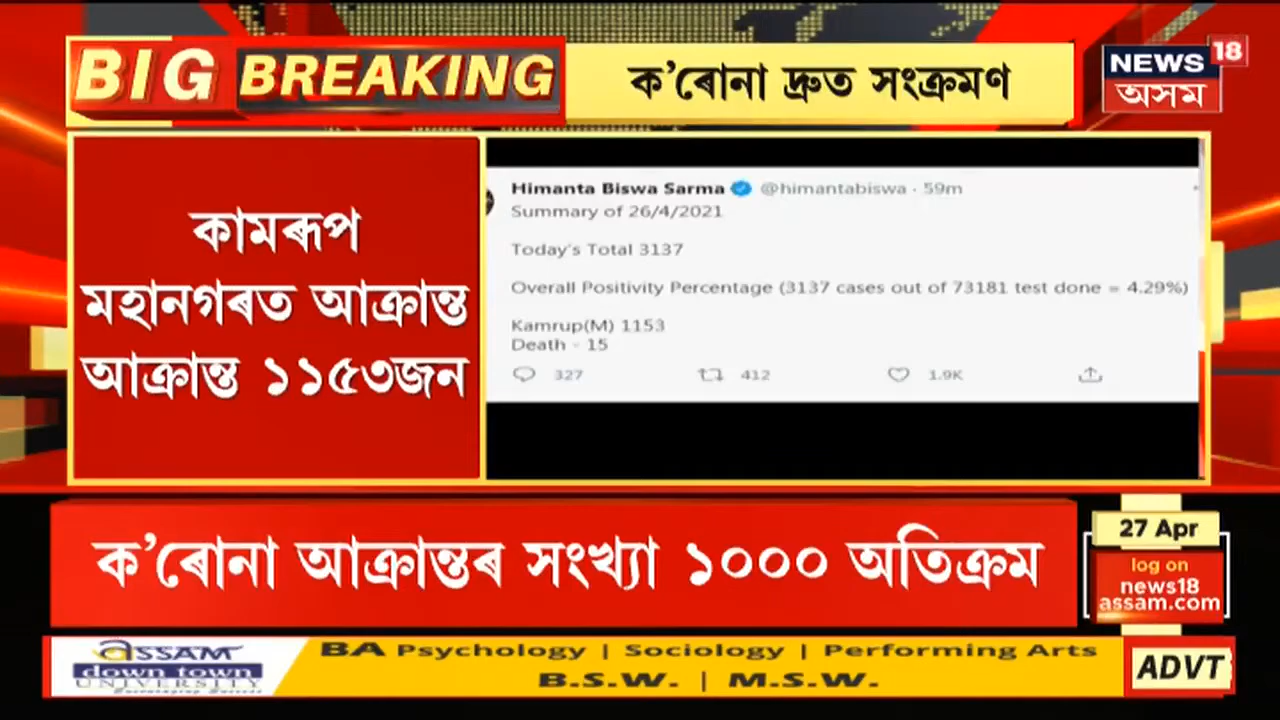 BIG BREAKING
ক’ৰোনা দ্ৰুত সংক্ৰমণ
NEWS 18
অসম
কামৰূপ
মহানগৰত আক্ৰান্ত
আক্ৰান্ত ১১৫৩জন
Himanta Biswa Sarma @himantabiswa · 59m
Summary of 26/4/2021
Today's Total 3137
Overall Positivity Percentage (3137 cases out of 73181 test done = 4.29%)
Kamrup(M) 1153
Death - 15
327 412 1.9K
ক’ৰোনা আক্ৰান্তৰ সংখ্যা ১০০০ অতিক্ৰম
27 Apr
log on
news18
assam.com
ASSAM
down town
UNIVERSITY
BA Psychology | Sociology | Performing Arts
B.S.W. | M.S.W.
ADVT